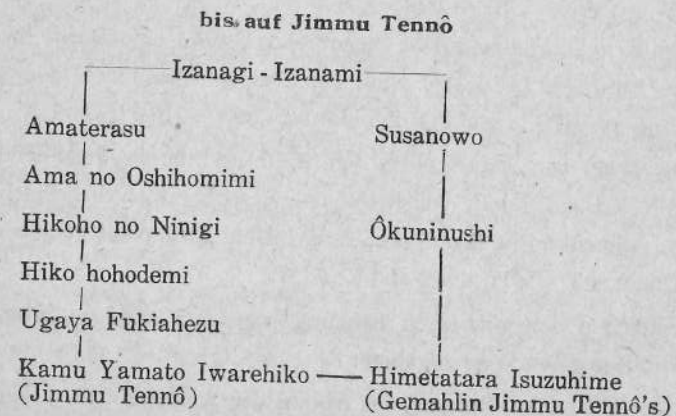 bis auf Jimmu Tennô
Izanagi - Izanami
Amaterasu Susanowo
Ama no Oshihomimi
Hikoho no Ninigi Ôkuninushi
Hiko hohodemi
Ugaya Fukiahezu
Kamu Yamato Iwarehiko — Himetatara Isuzuhime
(Jimmu Tennô) (Gemahlin Jimmu Tennô's)